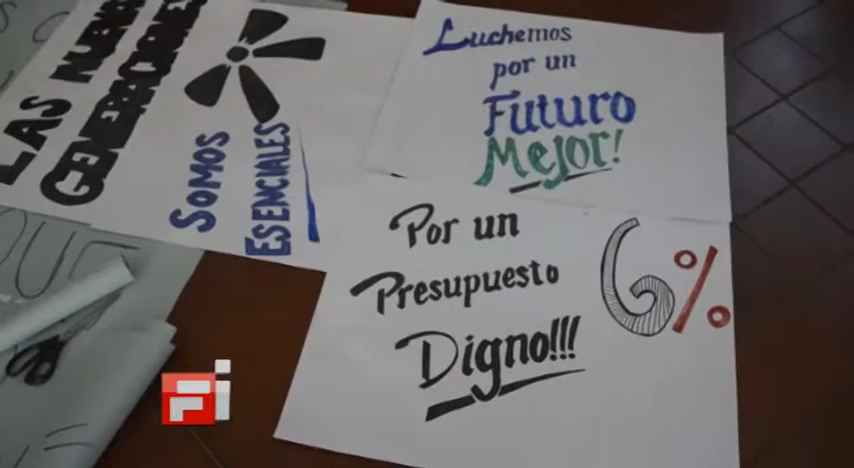 LAS NUEVAS
GENERACIONES
SOMOS
ESENCIALES
Luchemos
por un
Futuro
Mejor!
Por un
Presupuesto
Digno!!!
6%